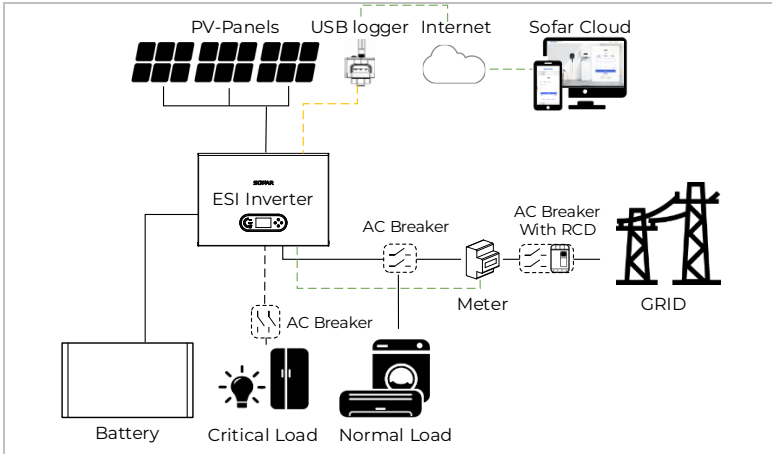 PV-Panels
USB logger
Internet
Sofar Cloud
SOFAR
ESI Inverter
AC Breaker
AC Breaker
With RCD
Meter
GRID
AC Breaker
Battery
Critical Load
Normal Load